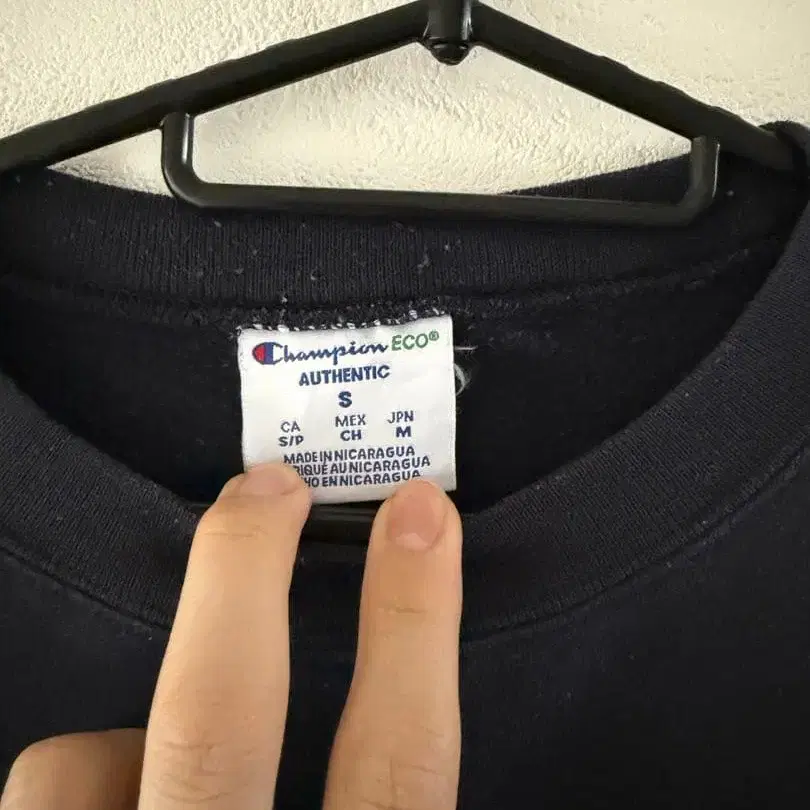 Champion ECO®
AUTHENTIC
S
CA MEX JPN
S/P CH M
MADE IN NICARAGUA
RIQUÉ AU NICARAGUA
HO EN NICARAGUA